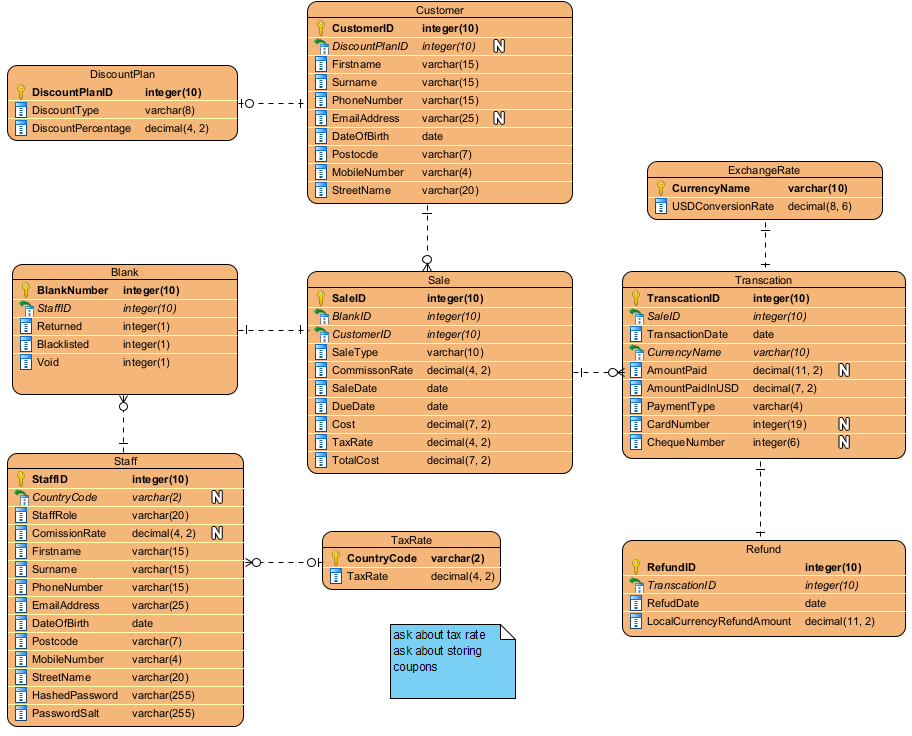 Customer
CustomerID integer(10)
DiscountPlanID integer(10) N
Firstname varchar(15)
Surname varchar(15)
PhoneNumber varchar(15)
EmailAddress varchar(25) N
DateOfBirth date
Postocde varchar(7)
MobileNumber varchar(4)
StreetName varchar(20)
DiscountPlan
DiscountPlanID integer(10)
DiscountType varchar(8)
DiscountPercentage decimal(4, 2)
ExchangeRate
CurrencyName varchar(10)
USDConversionRate decimal(8, 6)
Blank
BlankNumber integer(10)
StaffID integer(10)
Returned integer(1)
Blacklisted integer(1)
Void integer(1)
Sale
SaleID integer(10)
BlankID integer(10)
CustomerID integer(10)
SaleType varchar(10)
CommissonRate decimal(4, 2)
SaleDate date
DueDate date
Cost decimal(7, 2)
TaxRate decimal(4, 2)
TotalCost decimal(7, 2)
Transcation
TranscationID integer(10)
SaleID integer(10)
TransactionDate date
CurrencyName varchar(10)
AmountPaid decimal(11, 2) N
AmountPaidInUSD decimal(7, 2)
PaymentType varchar(4)
CardNumber integer(19) N
ChequeNumber integer(6) N
Staff
StaffID integer(10)
CountryCode varchar(2) N
StaffRole varchar(20)
ComissionRate decimal(4, 2) N
Firstname varchar(15)
Surname varchar(15)
PhoneNumber varchar(15)
EmailAddress varchar(25)
DateOfBirth date
Postcode varchar(7)
MobileNumber varchar(4)
StreetName varchar(20)
HashedPassword varchar(255)
PasswordSalt varchar(255)
TaxRate
CountryCode varchar(2)
TaxRate decimal(4, 2)
Refund
RefundID integer(10)
TranscationID integer(10)
RefudDate date
LocalCurrencyRefundAmount decimal(11, 2)
ask about tax rate
ask about storing
coupons